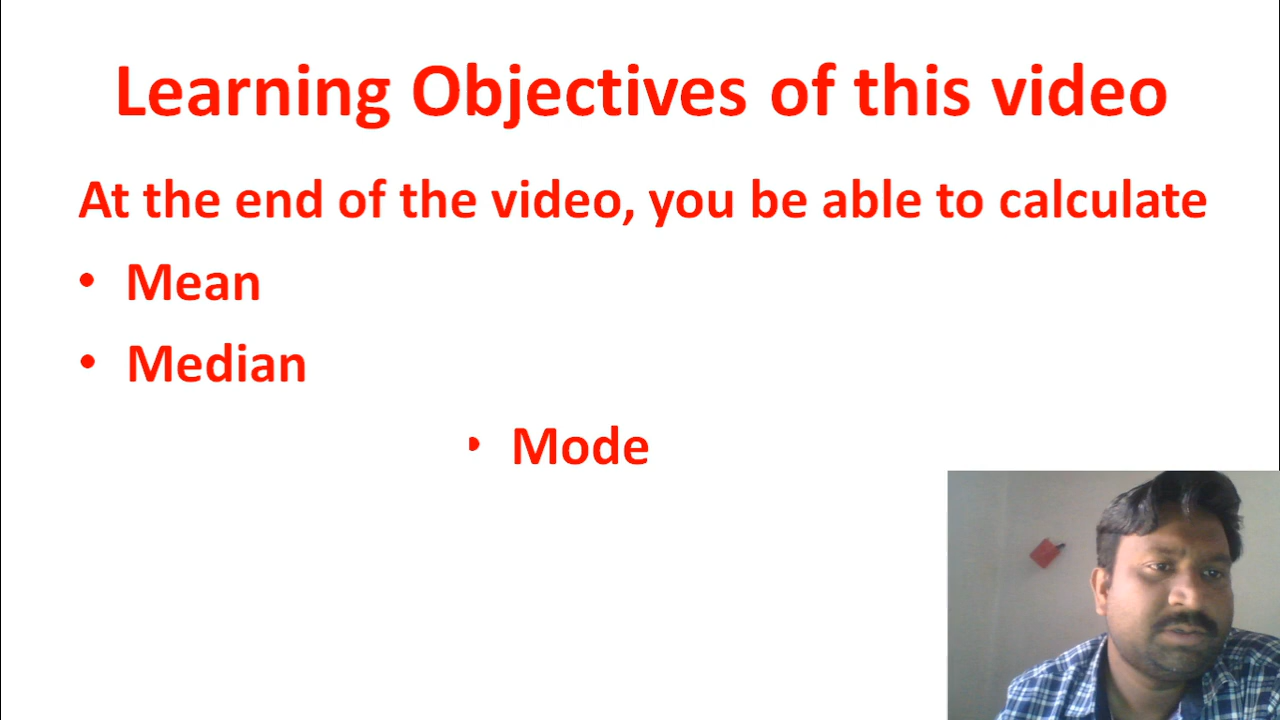 Learning Objectives of this video
At the end of the video, you be able to calculate
• Mean
• Median
• Mode